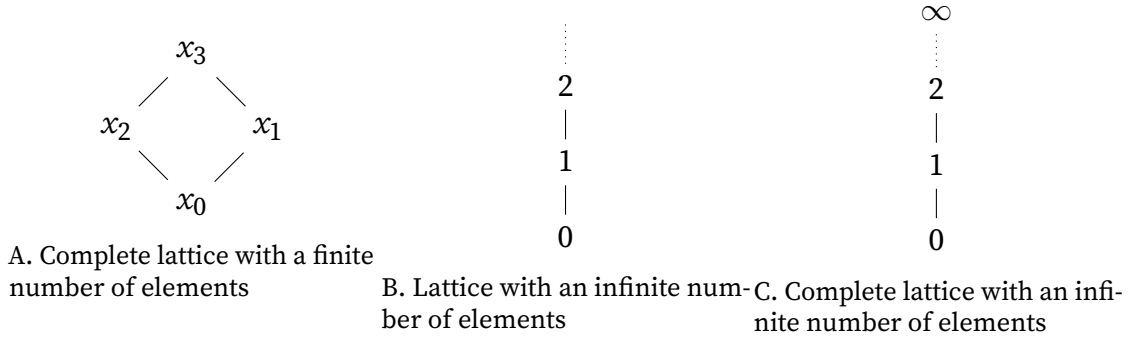 x3
x2 x1
x0
A. Complete lattice with a finite
number of elements
2
1
0
B. Lattice with an infinite num-
ber of elements
∞
2
1
0
C. Complete lattice with an infi-
nite number of elements